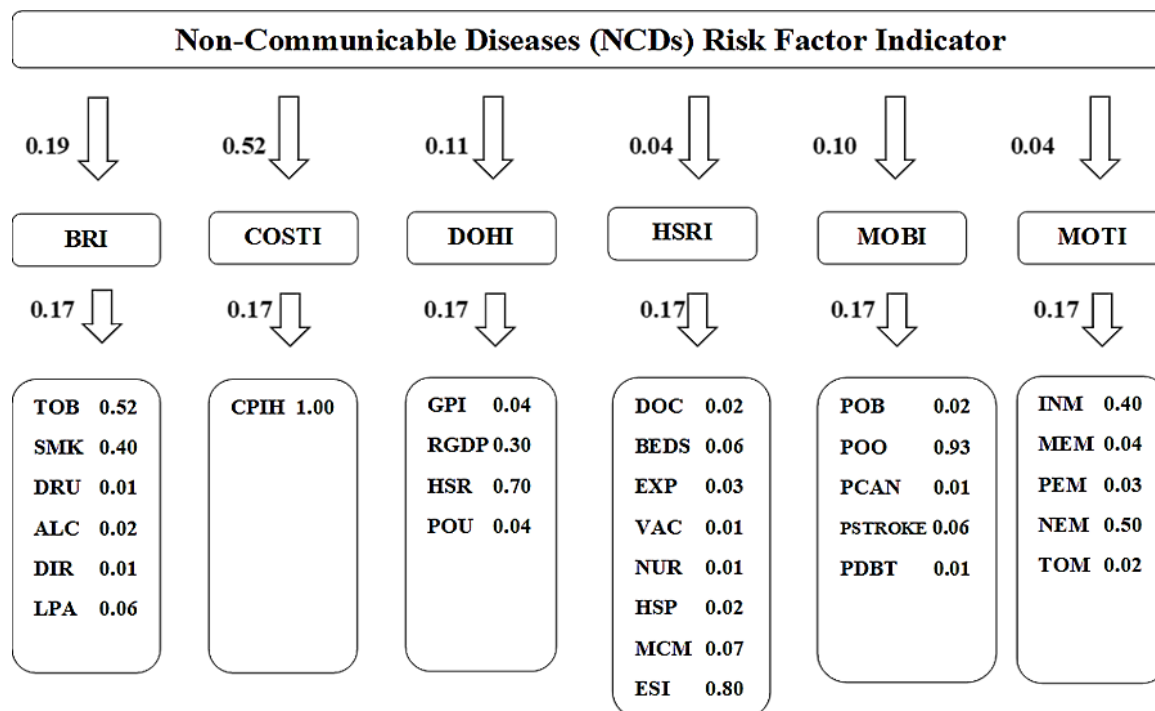 Non-Communicable Diseases (NCDs) Risk Factor Indicator
0.19 0.52 0.11 0.04 0.10 0.04
BRI COSTI DOHI HSRI MOBI MOTI
0.17 0.17 0.17 0.17 0.17 0.17
TOB 0.52
SMK 0.40
DRU 0.01
ALC 0.02
DIR 0.01
LPA 0.06
CPIH 1.00
GPI 0.04
RGDP 0.30
HSR 0.70
POU 0.04
DOC 0.02
BEDS 0.06
EXP 0.03
VAC 0.01
NUR 0.01
HSP 0.02
MCM 0.07
ESI 0.80
POB 0.02
POO 0.93
PCAN 0.01
PSTROKE 0.06
PDBT 0.01
INM 0.40
MEM 0.04
PEM 0.03
NEM 0.50
TOM 0.02